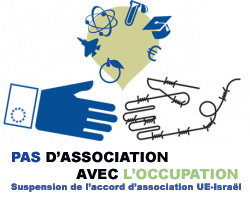 PAS D'ASSOCIATION
AVEC L'OCCUPATION
Suspension de l'accord d'association UE-Israël